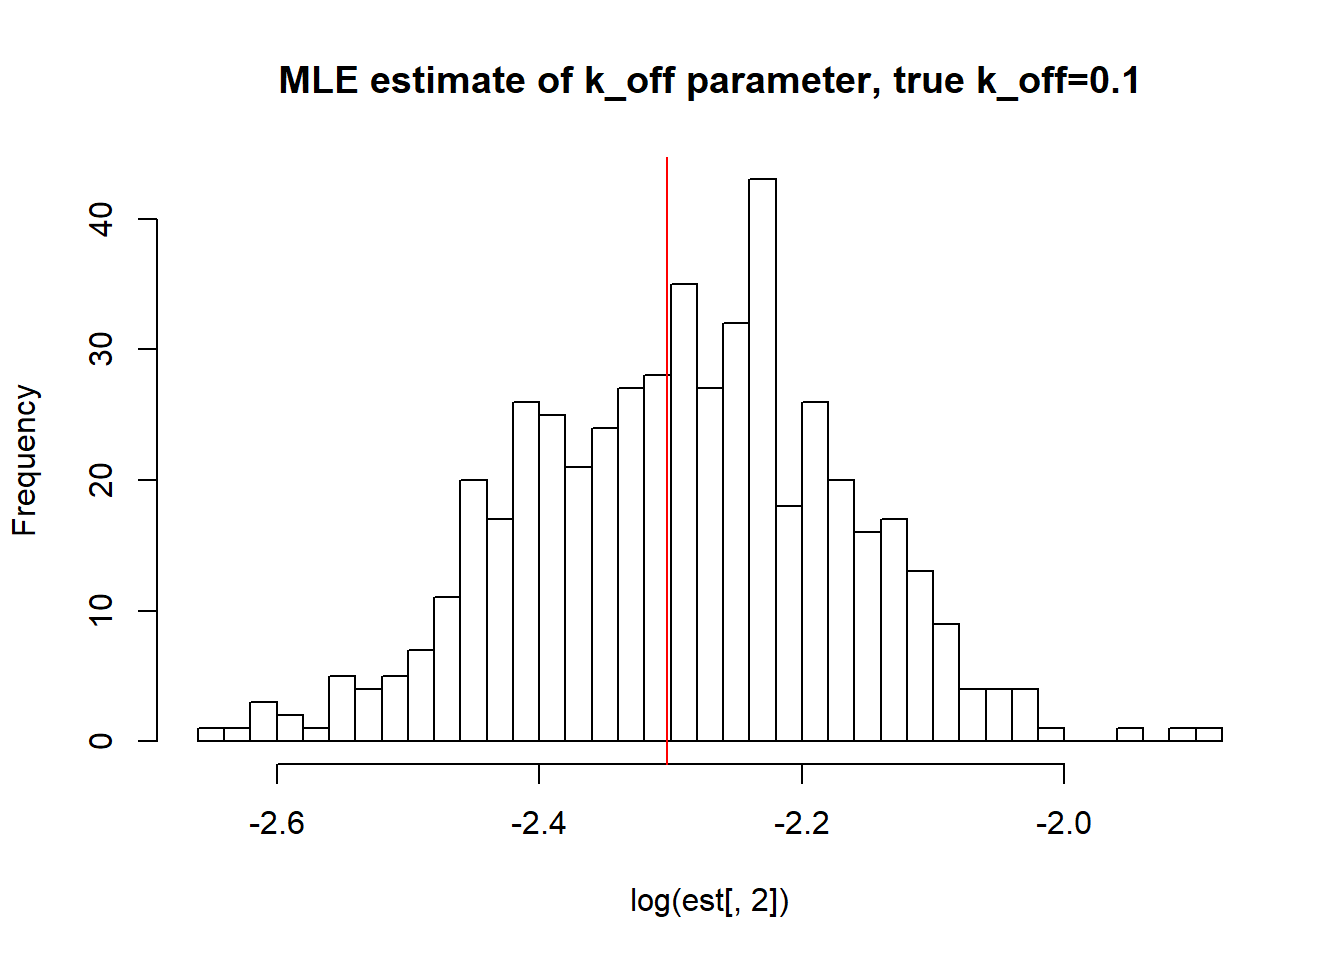 MLE estimate of k_off parameter, true k_off=0.1
Frequency
40
30
20
10
0
-2.6 -2.4 -2.2 -2.0
log(est[, 2])